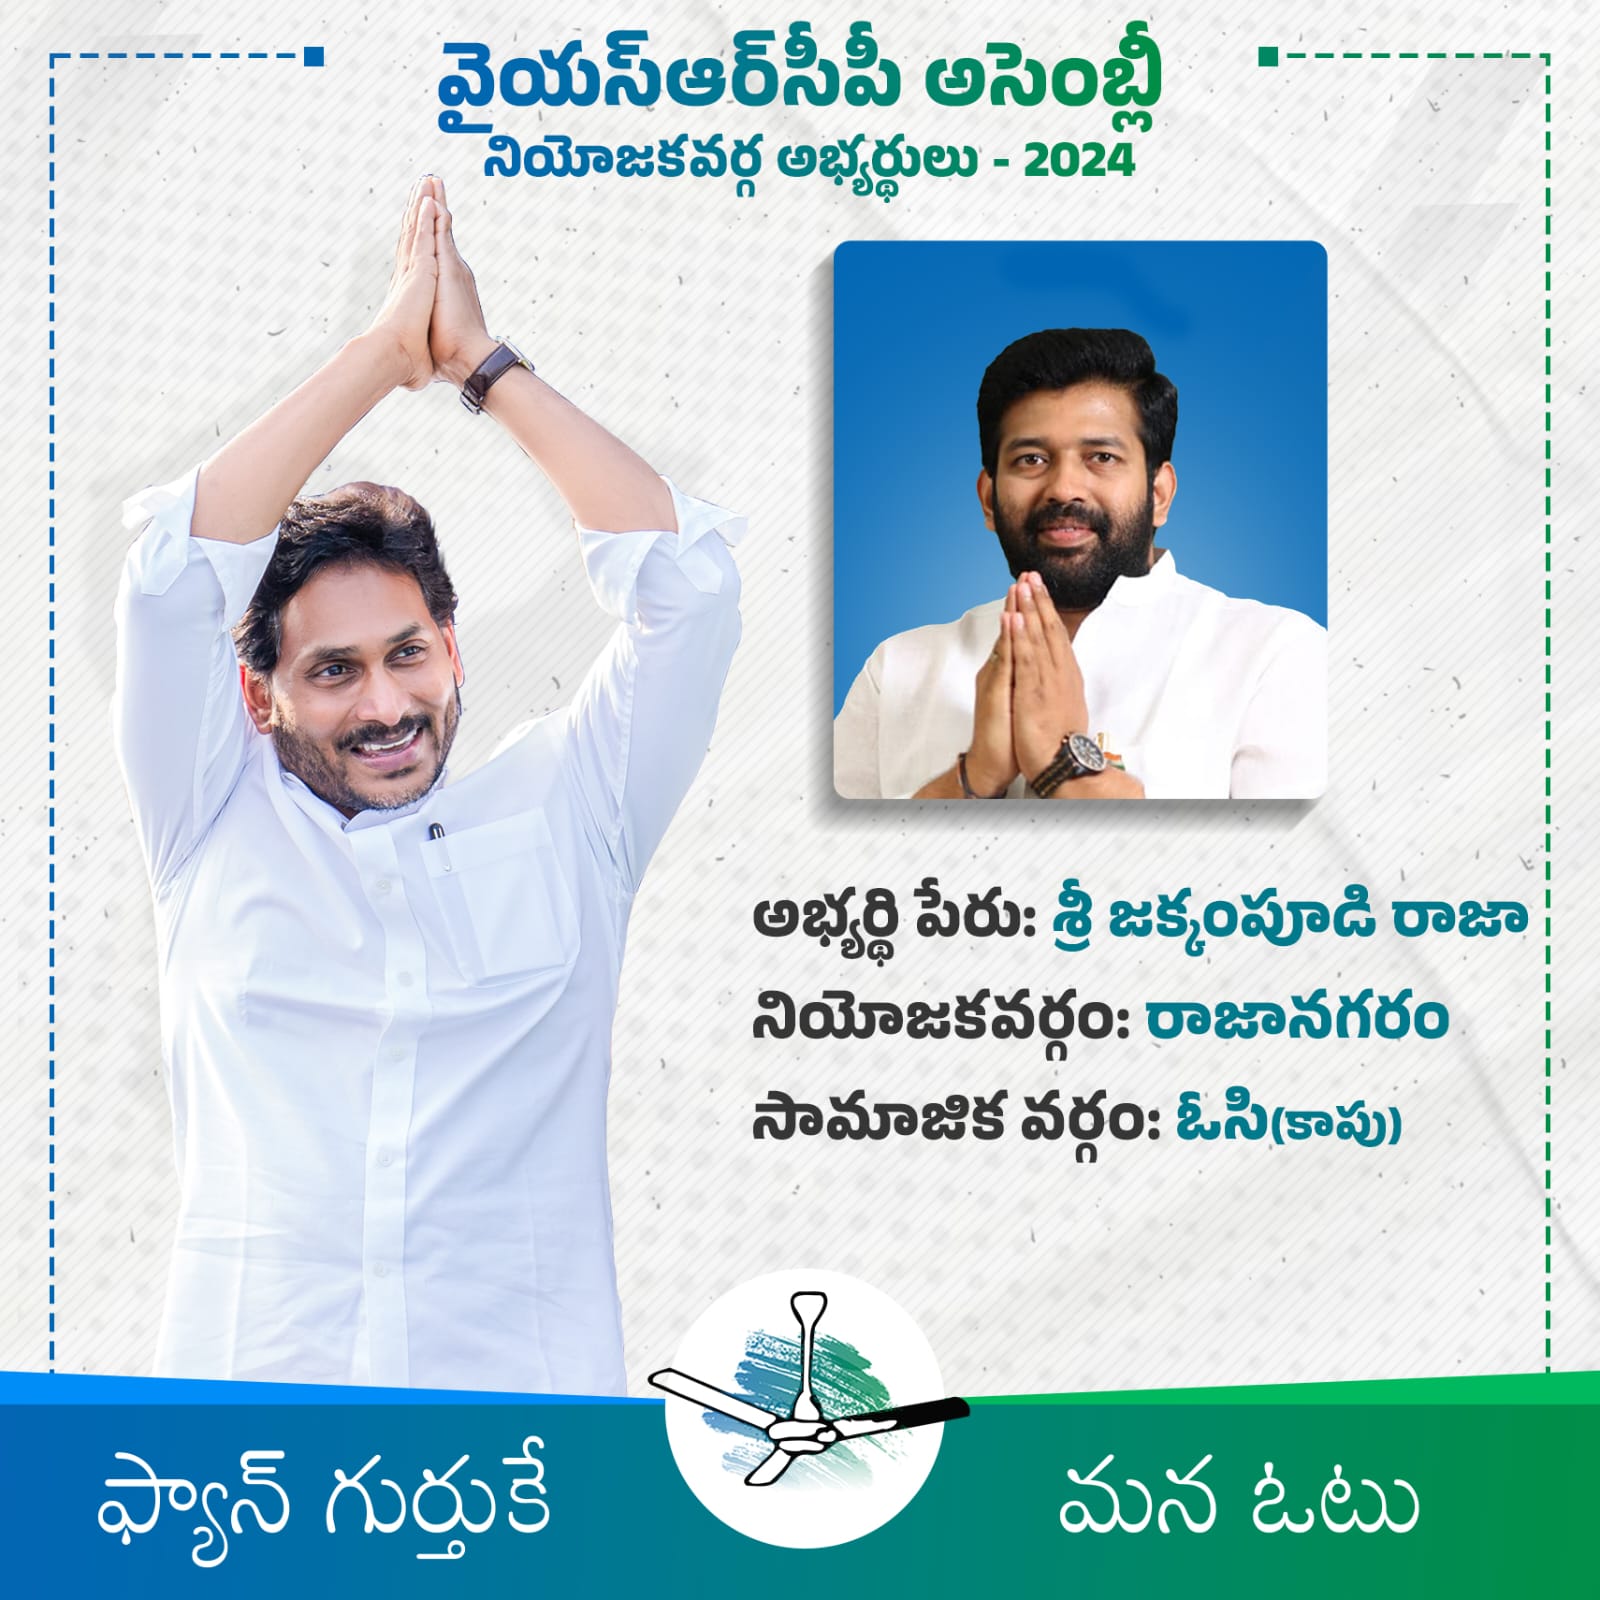 వైయస్ఆర్‌సీపీ అసెంబ్లీ
నియోజకవర్గ అభ్యర్థులు - 2024
అభ్యర్థి పేరు: శ్రీ జక్కంపూడి రాజా
నియోజకవర్గం: రాజానగరం
సామాజిక వర్గం: ఓసి(కాపు)
ఫ్యాన్ గుర్తుకే మన ఓటు